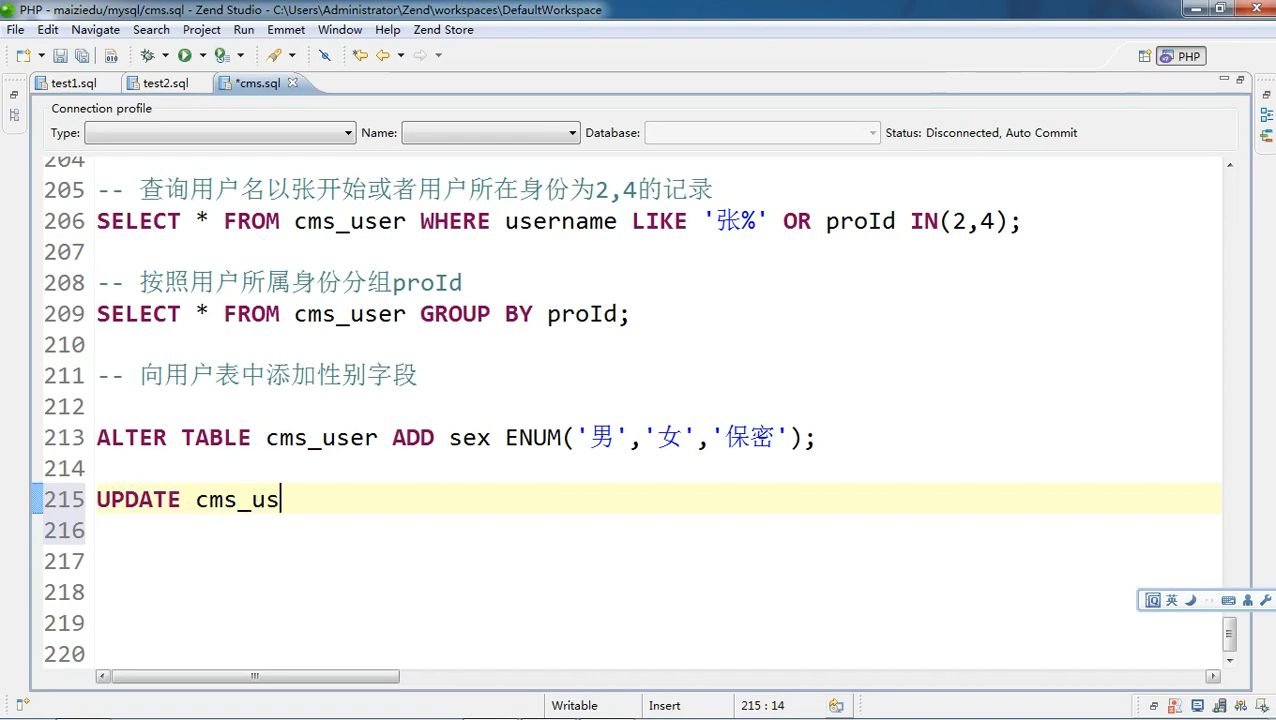 PHP - maiziedu/mysql/cms.sql - Zend Studio - C:\Users\Administrator\Zend\workspaces\DefaultWorkspace
File Edit Navigate Search Project Run Emmet Window Help Zend Store
PHP
test1.sql test2.sql *cms.sql
Connection profile
Type: Name: Database: Status: Disconnected, Auto Commit
204
205 -- 查询用户名以张开始或者用户所在身份为2,4的记录
206 SELECT * FROM cms_user WHERE username LIKE '张%' OR proId IN(2,4);
207
208 -- 按照用户所属身份分组proId
209 SELECT * FROM cms_user GROUP BY proId;
210
211 -- 向用户表中添加性别字段
212
213 ALTER TABLE cms_user ADD sex ENUM('男','女','保密');
214
215 UPDATE cms_us
216
217
218
英
219
220
Writable Insert 215 : 14